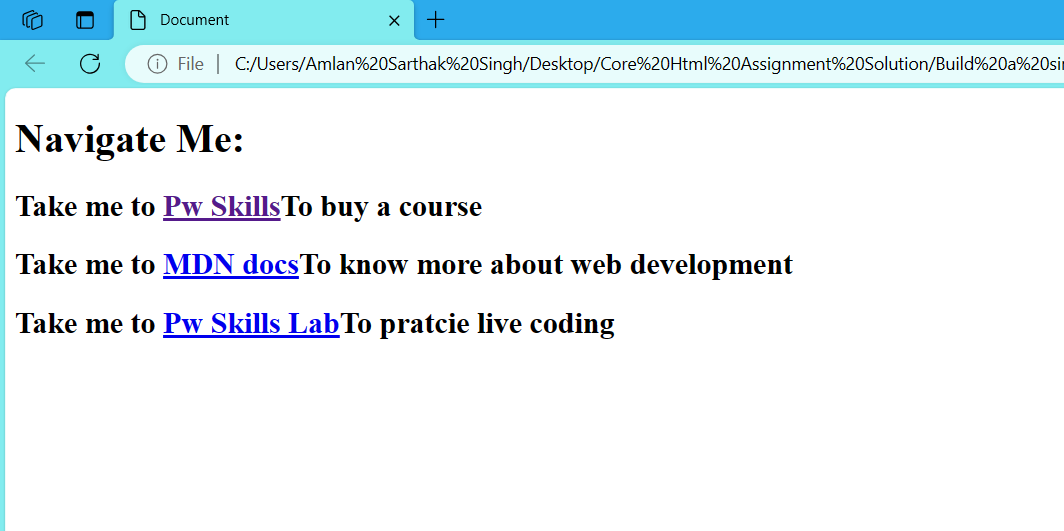 Document
File | C:/Users/Amlan%20Sarthak%20Singh/Desktop/Core%20Html%20Assignment%20Solution/Build%20a%20sin
Navigate Me:
Take me to Pw SkillsTo buy a course
Take me to MDN docsTo know more about web development
Take me to Pw Skills LabTo pratcie live coding